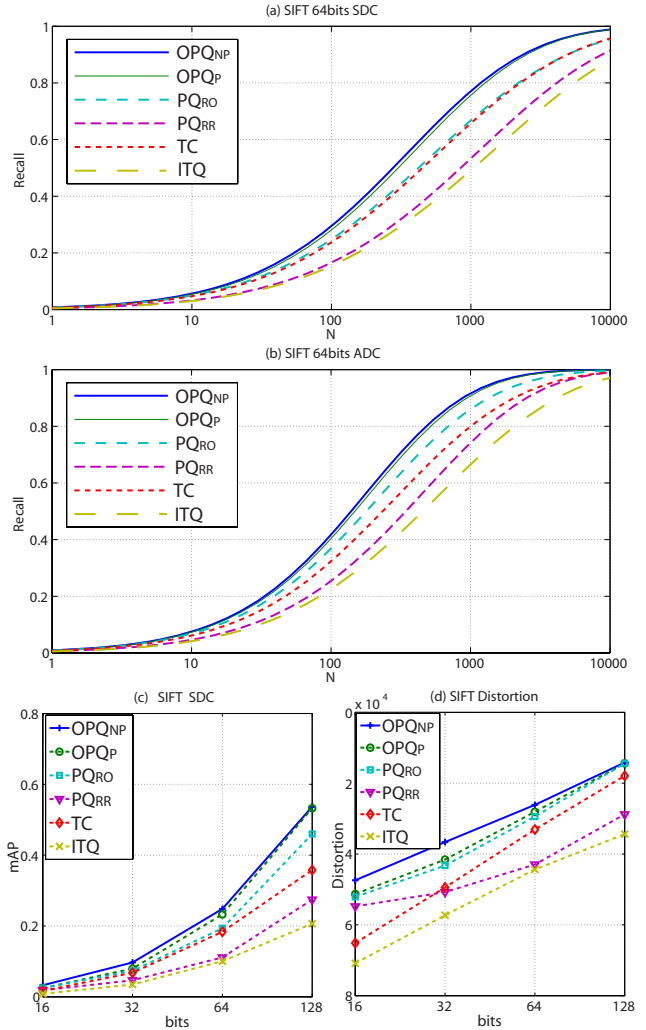 (a) SIFT 64bits SDC
1
0.8
0.6
0.4
0.2
0
Recall
OPQNP
OPQP
PQRO
PQRR
TC
ITQ
1 10 100 1000 10000
N
(b) SIFT 64bits ADC
1
0.8
0.6
0.4
0.2
0
Recall
OPQNP
OPQP
PQRO
PQRR
TC
ITQ
1 10 100 1000 10000
N
(c) SIFT SDC
0.8
0.6
0.4
0.2
0
mAP
OPQNP
OPQP
PQRO
PQRR
TC
ITQ
16 32 64 128
bits
(d) SIFT Distortion
x 10 4
0
2
4
6
8
Distortion
OPQNP
OPQP
PQRO
PQRR
TC
ITQ
16 32 64 128
bits